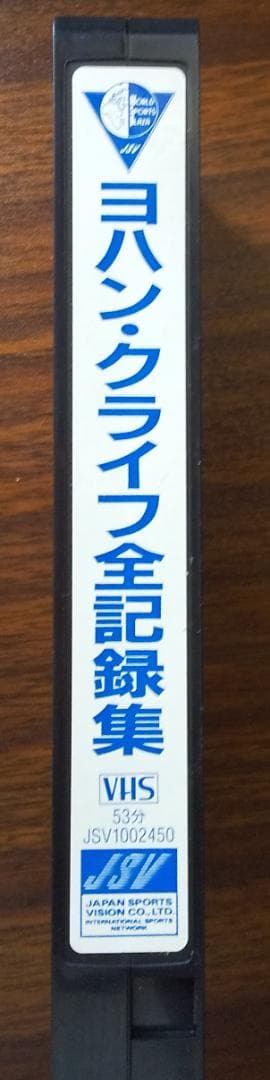 WORLD
SPORTS
PLAZA
JSV
ヨハン・クライフ全記録集
VHS
53分
JSV1002450
JSV
JAPAN SPORTS
VISION CO., LTD.
INTERNATIONAL SPORTS
NETWORK